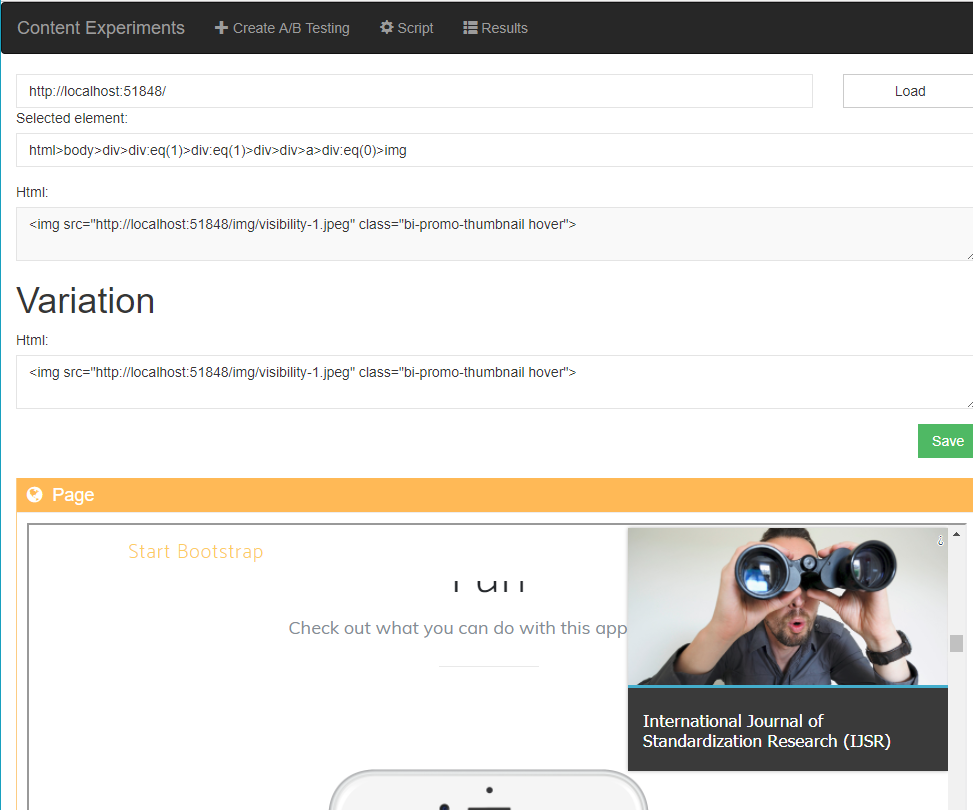 Content Experiments Create A/B Testing Script Results
http://localhost:51848/ Load
Selected element:
html>body>div>div:eq(1)>div:eq(1)>div>div>a>div:eq(0)>img
Html:
<img src="http://localhost:51848/img/visibility-1.jpeg" class="bi-promo-thumbnail hover">
Variation
Html:
<img src="http://localhost:51848/img/visibility-1.jpeg" class="bi-promo-thumbnail hover">
Save
Page
Start Bootstrap
Check out what you can do with this app
International Journal of
Standardization Research (IJSR)